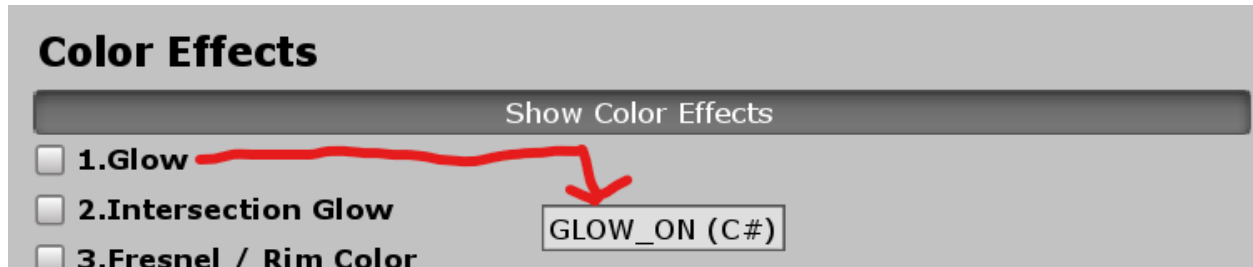 Color Effects
Show Color Effects
1.Glow
2.Intersection Glow
GLOW_ON (C#)
3.Fresnel / Rim Color